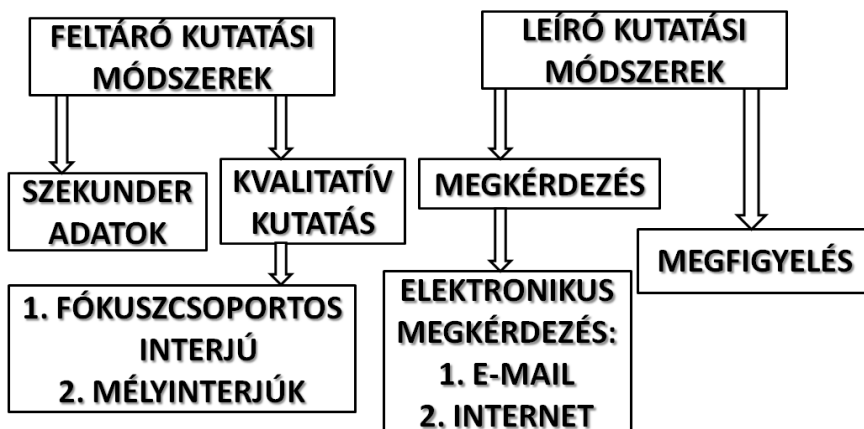 FELTÁRÓ KUTATÁSI
MÓDSZEREK
SZEKUNDER
ADATOK
KVALITATÍV
KUTATÁS
1. FÓKUSZCSOPORTOS
INTERJÚ
2. MÉLYINTERJÚK
LEÍRÓ KUTATÁSI
MÓDSZEREK
MEGKÉRDEZÉS
MEGFIGYELÉS
ELEKTRONIKUS
MEGKÉRDEZÉS:
1. E-MAIL
2. INTERNET